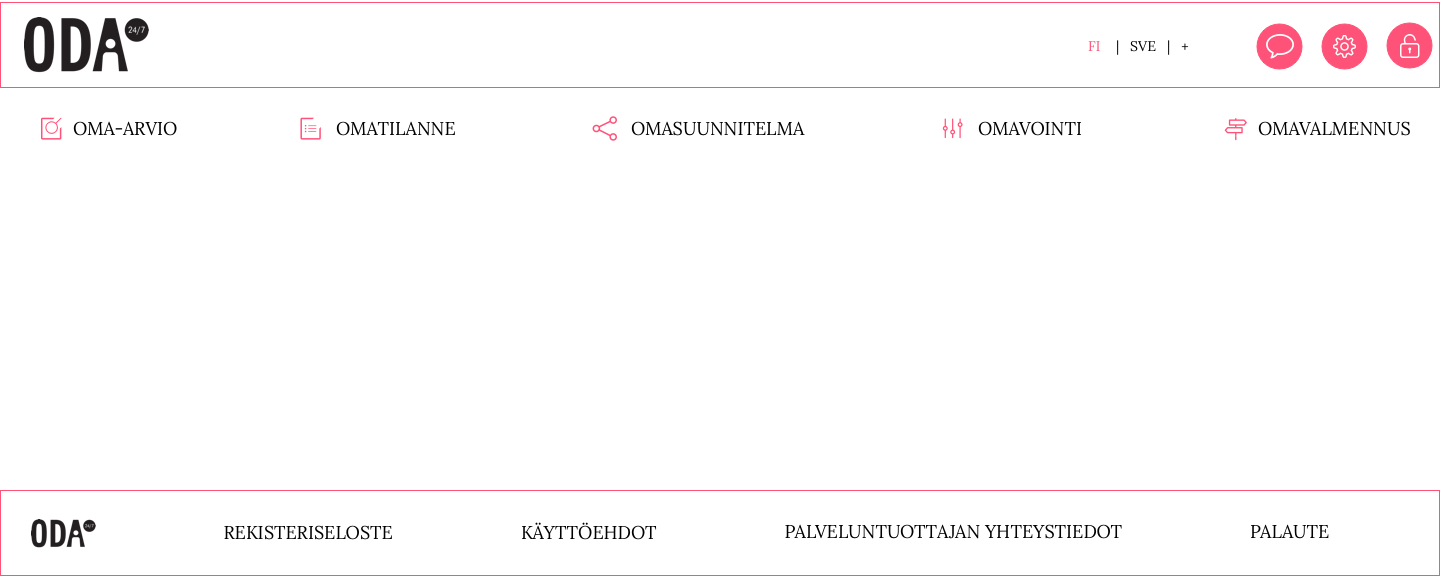 ODA 24/7
FI | SVE | +
OMA-ARVIO OMATILANNE OMASUUNNITELMA OMAVOINTI OMAVALMENNUS
ODA 24/7 REKISTERISELOSTE KÄYTTÖEHDOT PALVELUNTUOTTAJAN YHTEYSTIEDOT PALAUTE